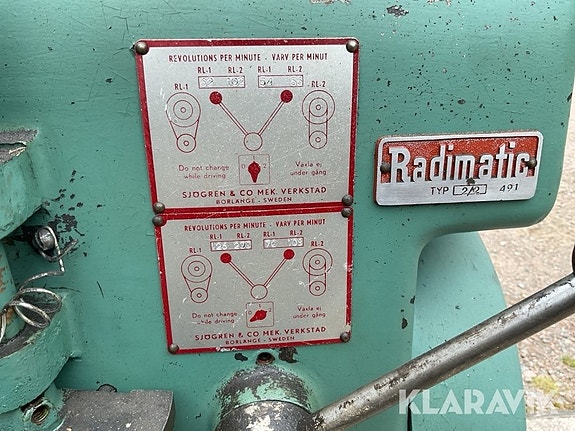 REVOLUTIONS PER MINUTE - VARV PER MINUT
RL-1 RL-2 RL-1 RL-2
RL-1 RL-2
Do not change while driving
Växla ej under gång
SJÖGREN & CO MEK. VERKSTAD
BORLÄNGE - SWEDEN
REVOLUTIONS PER MINUTE - VARV PER MINUT
RL-1 RL-2 RL-1 RL-2
RL-1 RL-2
Do not change while driving
Växla ej under gång
SJÖGREN & CO MEK. VERKSTAD
BORLÄNGE - SWEDEN
Radimatic
TYP 2/2 491
KLARAVIK